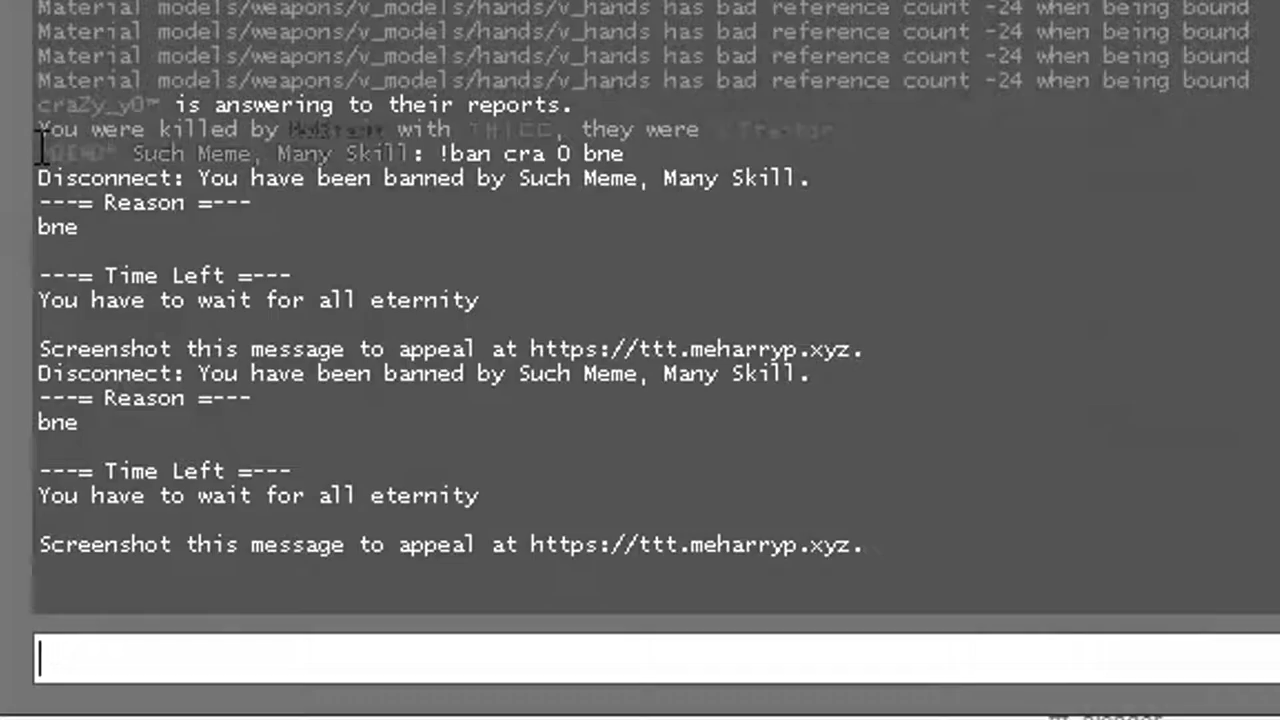 Material models/weapons/v_models/hands/v_hands has bad reference count -24 when being bound
Material models/weapons/v_models/hands/v_hands has bad reference count -24 when being bound
Material models/weapons/v_models/hands/v_hands has bad reference count -24 when being bound
Material models/weapons/v_models/hands/v_hands has bad reference count -24 when being bound
is answering to their reports.
You were killed by with THICC, they were
*DEAD* Such Meme, Many Skill: !ban cra 0 bne
Disconnect: You have been banned by Such Meme, Many Skill.
---= Reason =---
bne
---= Time Left =---
You have to wait for all eternity
Screenshot this message to appeal at https://ttt.meharryp.xyz.
Disconnect: You have been banned by Such Meme, Many Skill.
---= Reason =---
bne
---= Time Left =---
You have to wait for all eternity
Screenshot this message to appeal at https://ttt.meharryp.xyz.